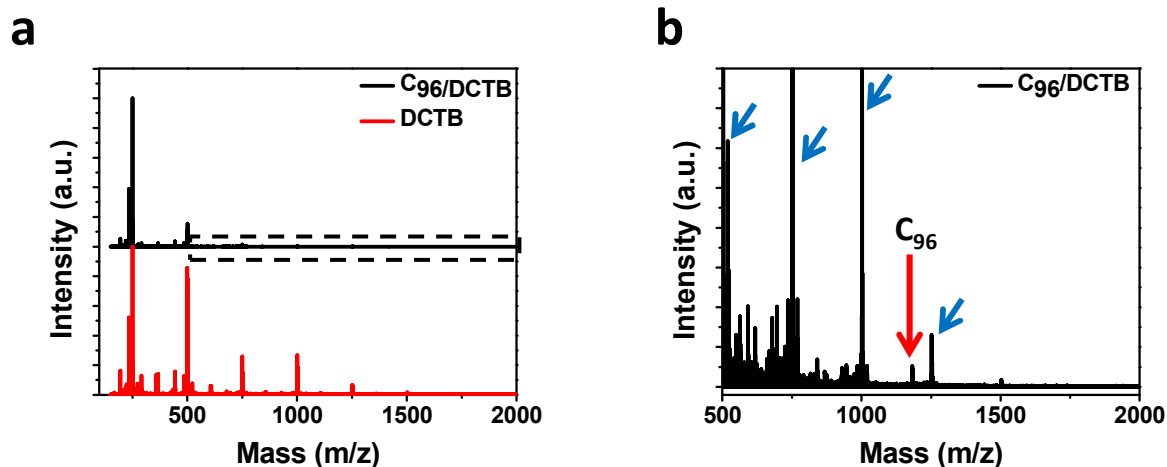 a
C96/DCTB
DCTB
Intensity (a.u.)
500
1000
1500
2000
Mass (m/z)
b
C96/DCTB
C96
Intensity (a.u.)
500
1000
1500
2000
Mass (m/z)